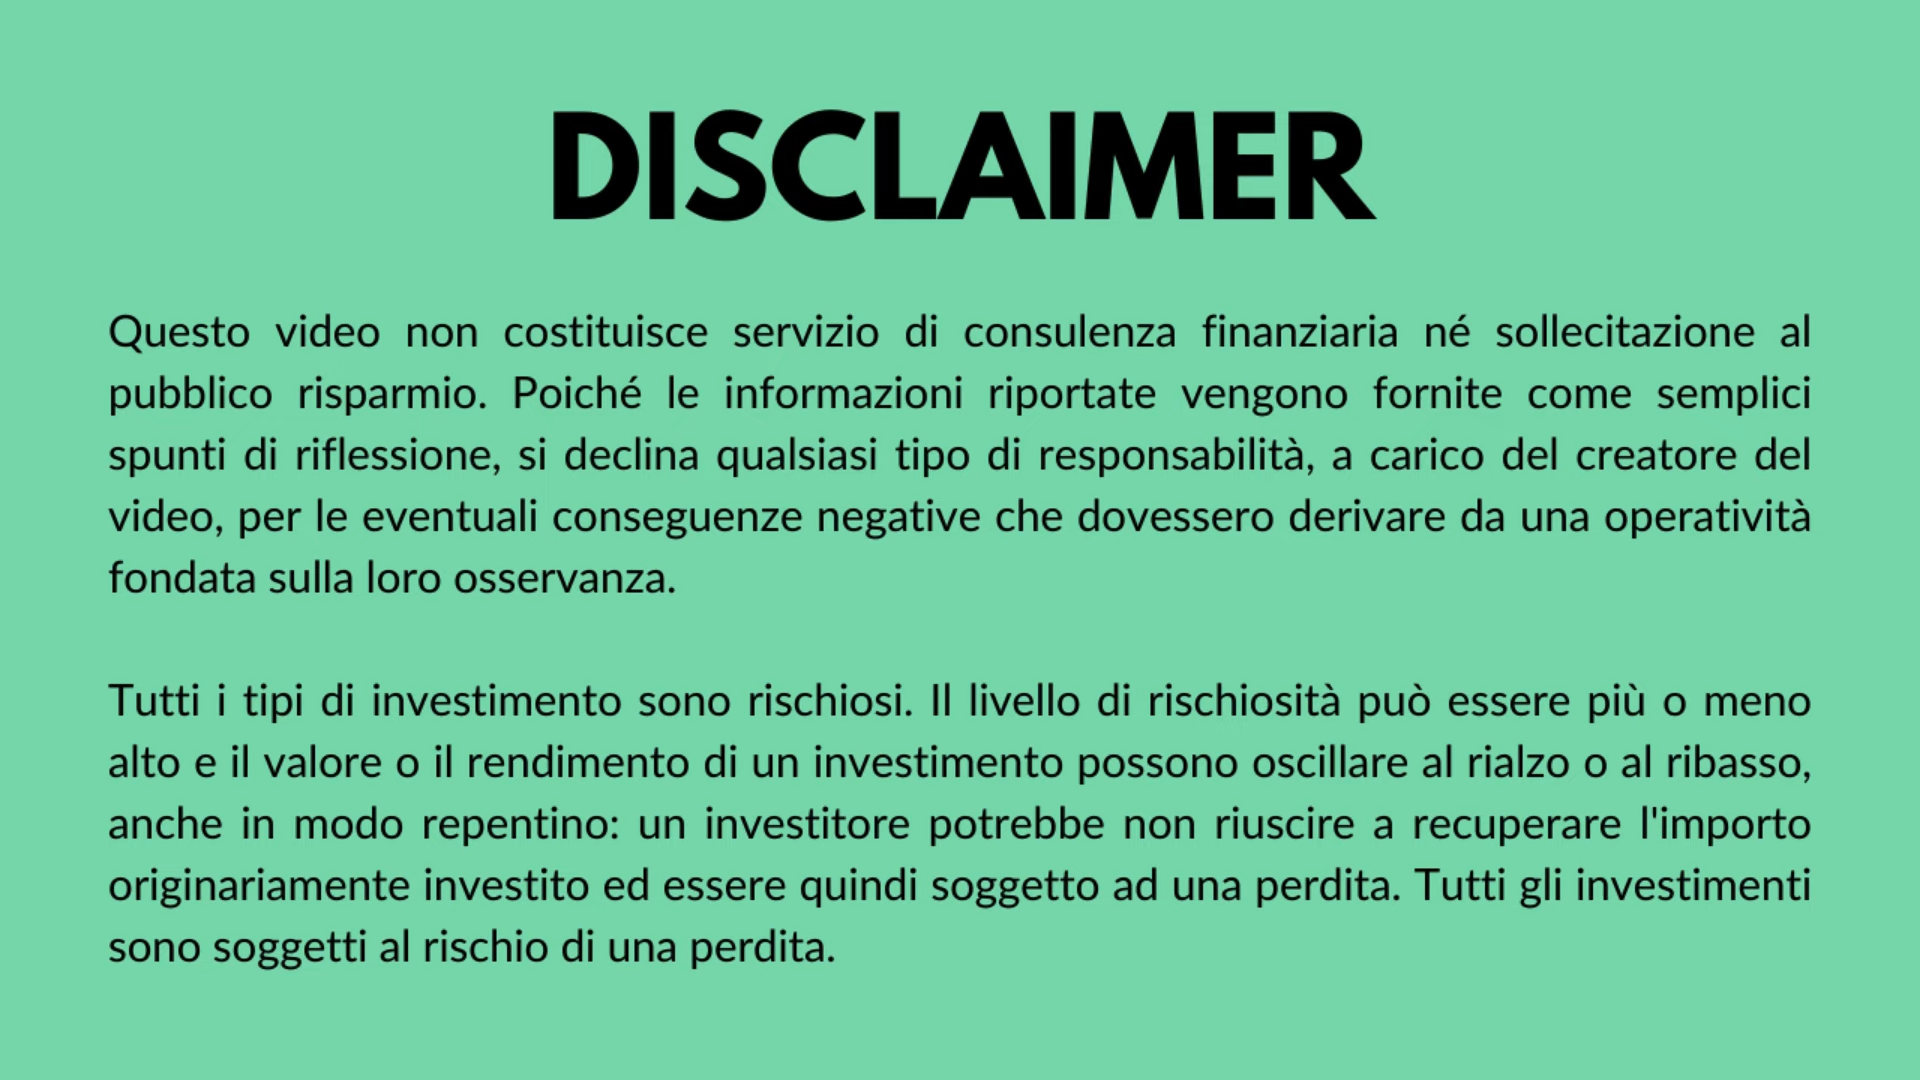 DISCLAIMER
Questo video non costituisce servizio di consulenza finanziaria né sollecitazione al
pubblico risparmio. Poiché le informazioni riportate vengono fornite come semplici
spunti di riflessione, si declina qualsiasi tipo di responsabilità, a carico del creatore del
video, per le eventuali conseguenze negative che dovessero derivare da una operatività
fondata sulla loro osservanza.
Tutti i tipi di investimento sono rischiosi. Il livello di rischiosità può essere più o meno
alto e il valore o il rendimento di un investimento possono oscillare al rialzo o al ribasso,
anche in modo repentino: un investitore potrebbe non riuscire a recuperare l'importo
originariamente investito ed essere quindi soggetto ad una perdita. Tutti gli investimenti
sono soggetti al rischio di una perdita.